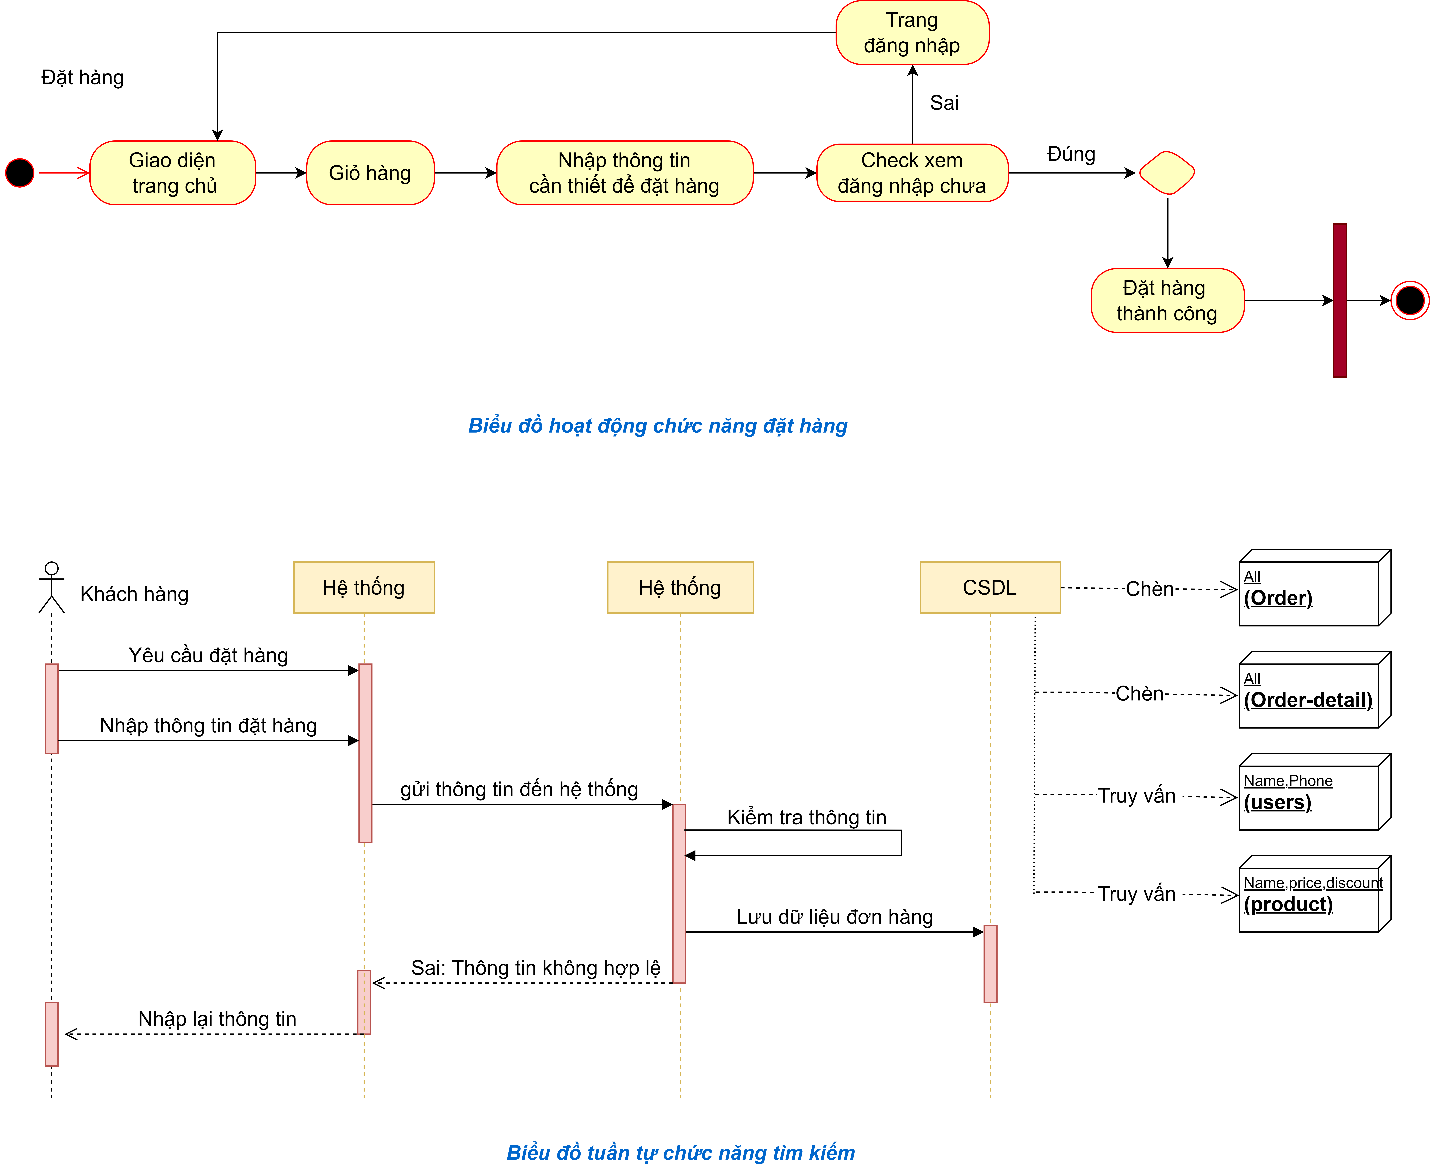 Trang
đăng nhập
Đặt hàng
Sai
Giao diện
trang chủ
Giỏ hàng
Nhập thông tin
cần thiết để đặt hàng
Check xem
đăng nhập chưa
Đúng
Đặt hàng
thành công
Biểu đồ hoạt động chức năng đặt hàng
Khách hàng
Hệ thống
Hệ thống
CSDL
Chèn
All
(Order)
Yêu cầu đặt hàng
Chèn
All
(Order-detail)
Nhập thông tin đặt hàng
gửi thông tin đến hệ thống
Truy vấn
Name,Phone
(users)
Kiểm tra thông tin
Truy vấn
Name,price,discount
(product)
Lưu dữ liệu đơn hàng
Sai: Thông tin không hợp lệ
Nhập lại thông tin
Biểu đồ tuần tự chức năng tìm kiếm